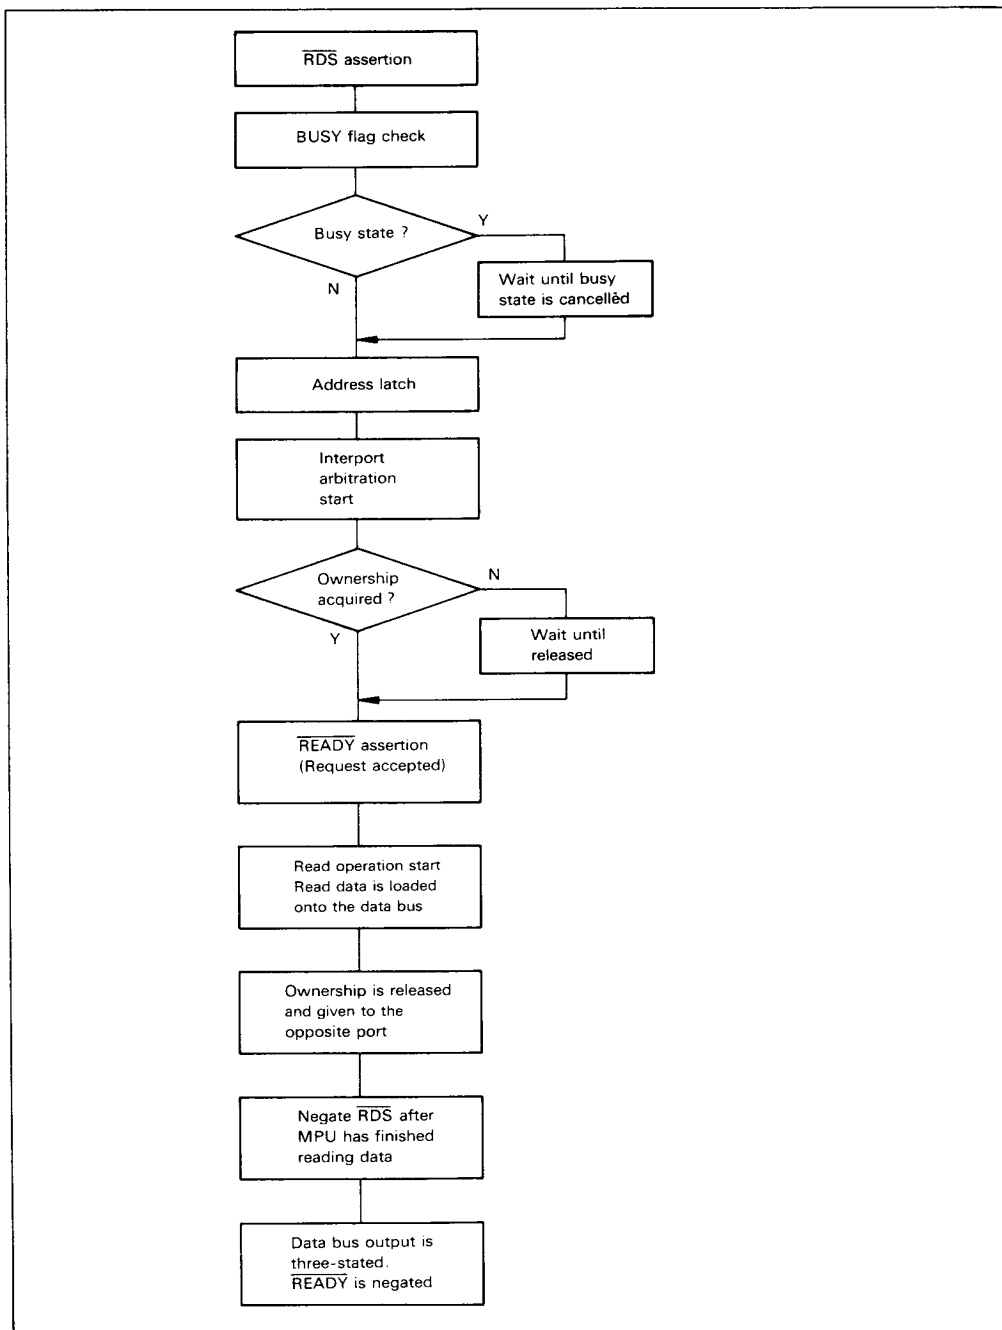 RDS assertion
BUSY flag check
Busy state ?
Y
N
Wait until busy
state is cancelled
Address latch
Interport
arbitration
start
Ownership
acquired ?
N
Y
Wait until
released
READY assertion
(Request accepted)
Read operation start
Read data is loaded
onto the data bus
Ownership is released
and given to the
opposite port
Negate RDS after
MPU has finished
reading data
Data bus output is
three-stated.
READY is negated